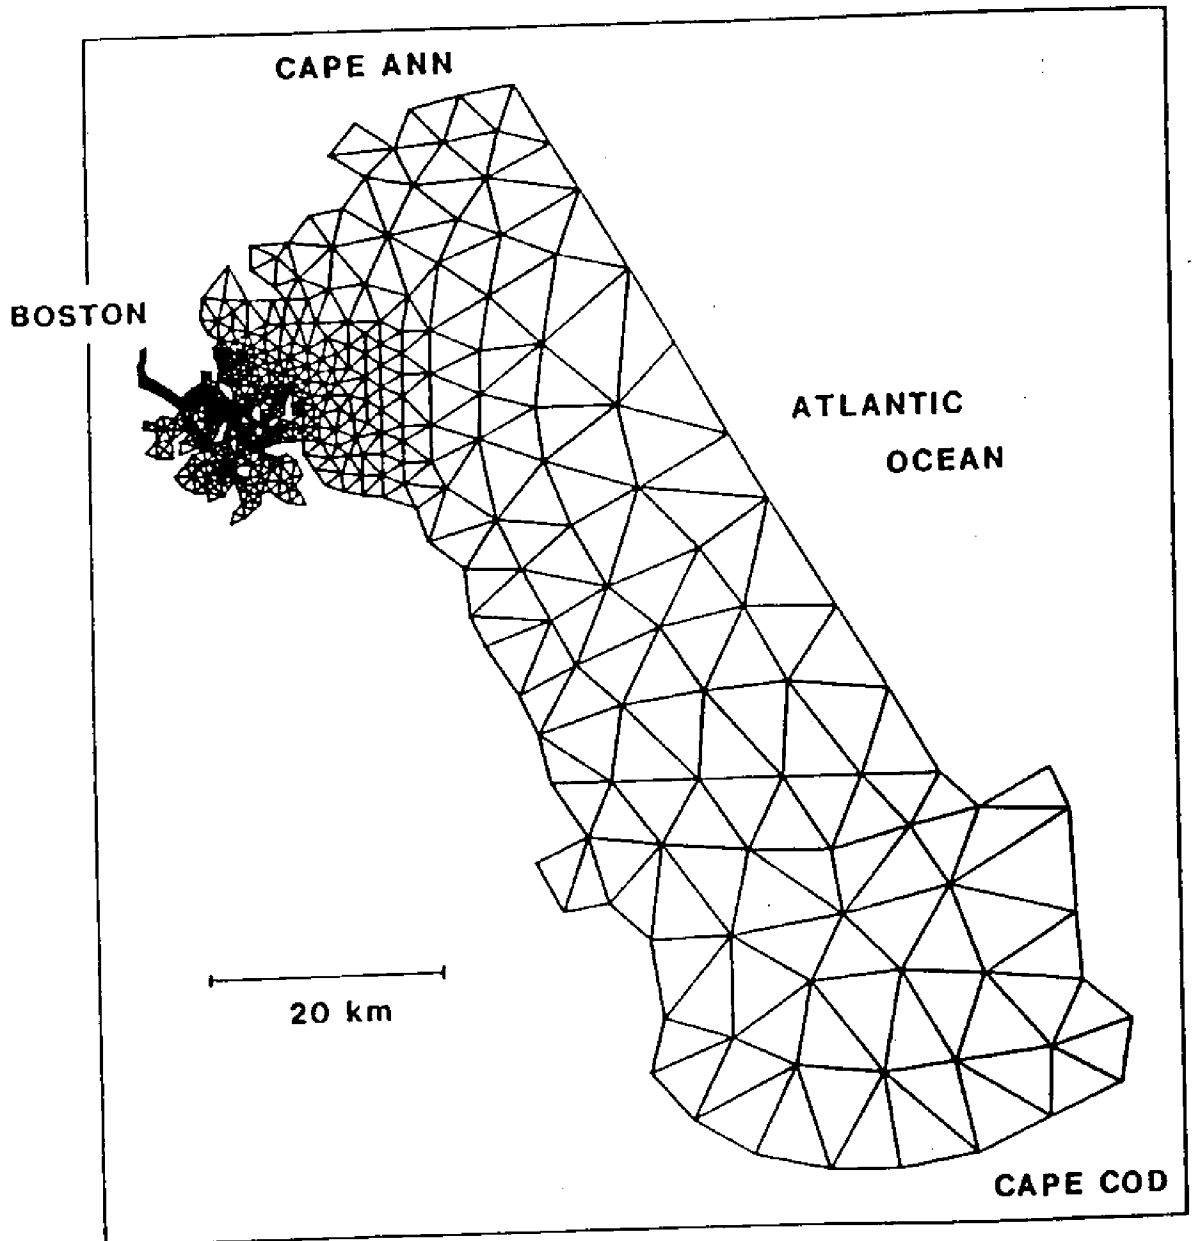 CAPE ANN
BOSTON
ATLANTIC
OCEAN
20 km
CAPE COD